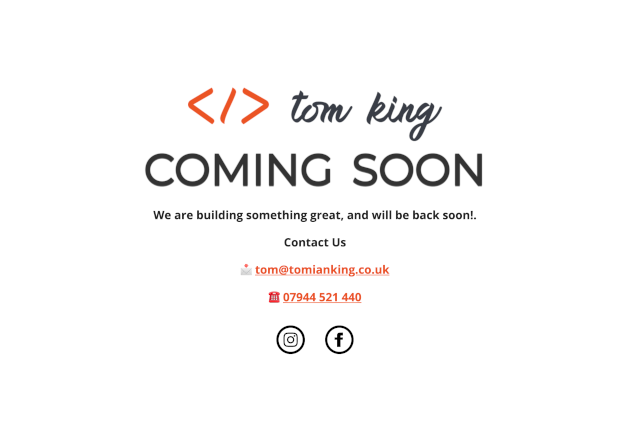 </> tom king
COMING SOON
We are building something great, and will be back soon!.
Contact Us
tom@tomianking.co.uk
07944 521 440